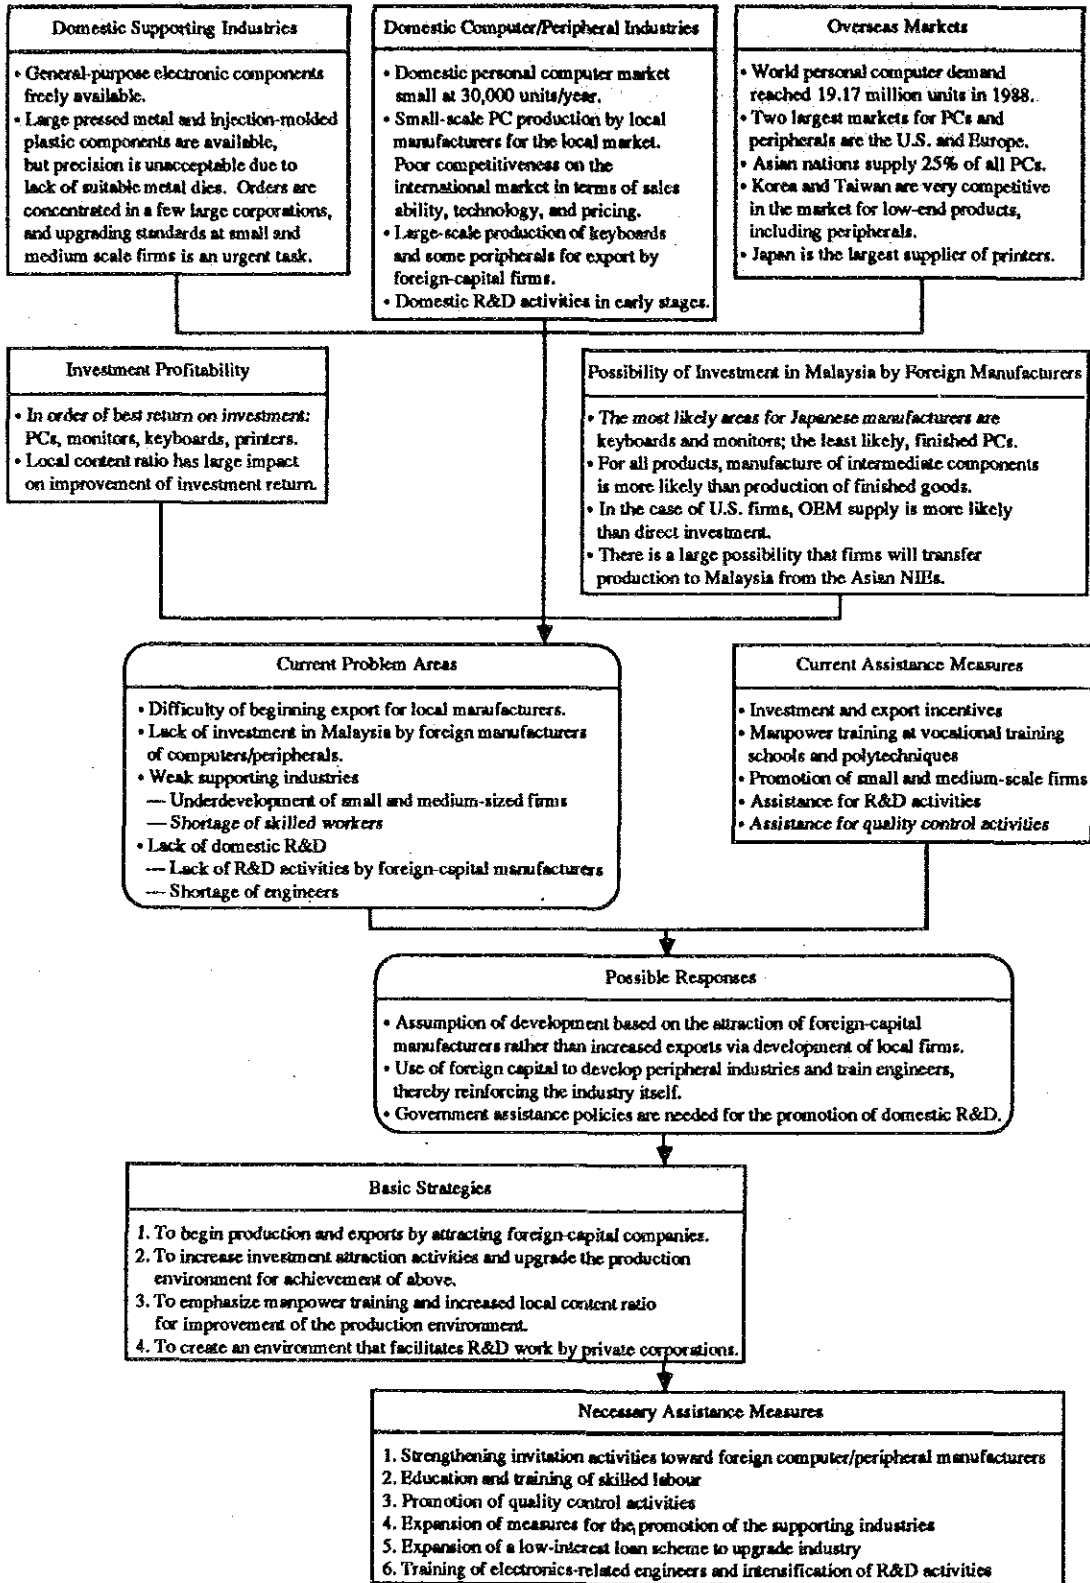 Domestic Supporting Industries
• General-purpose electronic components
freely available.
• Large pressed metal and injection-molded
plastic components are available,
but precision is unacceptable due to
lack of suitable metal dies. Orders are
concentrated in a few large corporations,
and upgrading standards at small and
medium scale firms is an urgent task.
Domestic Computer/Peripheral Industries
• Domestic personal computer market
small at 30,000 units/year.
• Small-scale PC production by local
manufacturers for the local market.
Poor competitiveness on the
international market in terms of sales
ability, technology, and pricing.
• Large-scale production of keyboards
and some peripherals for export by
foreign-capital firms.
• Domestic R&D activities in early stages.
Overseas Markets
• World personal computer demand
reached 19.17 million units in 1988.
• Two largest markets for PCs and
peripherals are the U.S. and Europe.
• Asian nations supply 25% of all PCs.
• Korea and Taiwan are very competitive
in the market for low-end products,
including peripherals.
• Japan is the largest supplier of printers.
Investment Profitability
• In order of best return on investment:
PCs, monitors, keyboards, printers.
• Local content ratio has large impact
on improvement of investment return.
Possibility of Investment in Malaysia by Foreign Manufacturers
• The most likely areas for Japanese manufacturers are
keyboards and monitors; the least likely, finished PCs.
• For all products, manufacture of intermediate components
is more likely than production of finished goods.
• In the case of U.S. firms, OEM supply is more likely
than direct investment.
• There is a large possibility that firms will transfer
production to Malaysia from the Asian NIEs.
Current Problem Areas
• Difficulty of beginning export for local manufacturers.
• Lack of investment in Malaysia by foreign manufacturers
of computers/peripherals.
• Weak supporting industries
— Underdevelopment of small and medium-sized firms
— Shortage of skilled workers
• Lack of domestic R&D
— Lack of R&D activities by foreign-capital manufacturers
— Shortage of engineers
Current Assistance Measures
• Investment and export incentives
• Manpower training at vocational training
schools and polytechniques
• Promotion of small and medium-scale firms
• Assistance for R&D activities
• Assistance for quality control activities
Possible Responses
• Assumption of development based on the attraction of foreign-capital
manufacturers rather than increased exports via development of local firms.
• Use of foreign capital to develop peripheral industries and train engineers,
thereby reinforcing the industry itself.
• Government assistance policies are needed for the promotion of domestic R&D.
Basic Strategies
1. To begin production and exports by attracting foreign-capital companies.
2. To increase investment attraction activities and upgrade the production
environment for achievement of above.
3. To emphasize manpower training and increased local content ratio
for improvement of the production environment.
4. To create an environment that facilitates R&D work by private corporations.
Necessary Assistance Measures
1. Strengthening invitation activities toward foreign computer/peripheral manufacturers
2. Education and training of skilled labour
3. Promotion of quality control activities
4. Expansion of measures for the promotion of the supporting industries
5. Expansion of a low-interest loan scheme to upgrade industry
6. Training of electronics-related engineers and intensification of R&D activities